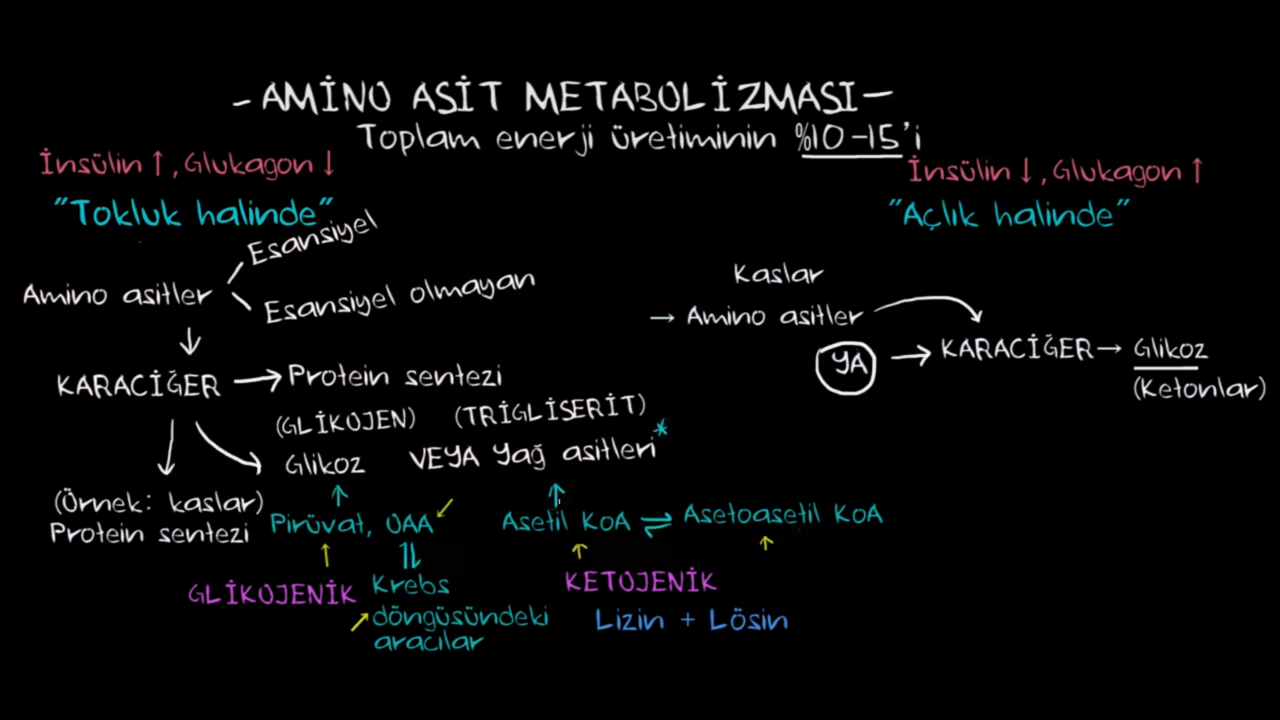 -AMİNO ASİT METABOLİZMASI-
Toplam enerji üretiminin %10-15'i
İnsülin ↑, Glukagon ↓
"Tokluk halinde"
Amino asitler
Esansiyel
Esansiyel olmayan
KARACİĞER → Protein sentezi
(GLİKOJEN) (TRİGLİSERİT)
Glikoz VEYA Yağ asitleri*
(Örnek: kaslar)
Protein sentezi
Pirüvat, OAA
Asetil KoA ⇌ Asetoasetil KoA
GLİKOJENİK
Krebs
döngüsündeki
aracılar
KETOJENİK
Lizin + Lösin
İnsülin ↓, Glukagon ↑
"Açlık halinde"
Kaslar
→ Amino asitler
YA → KARACİĞER → Glikoz
(Ketonlar)